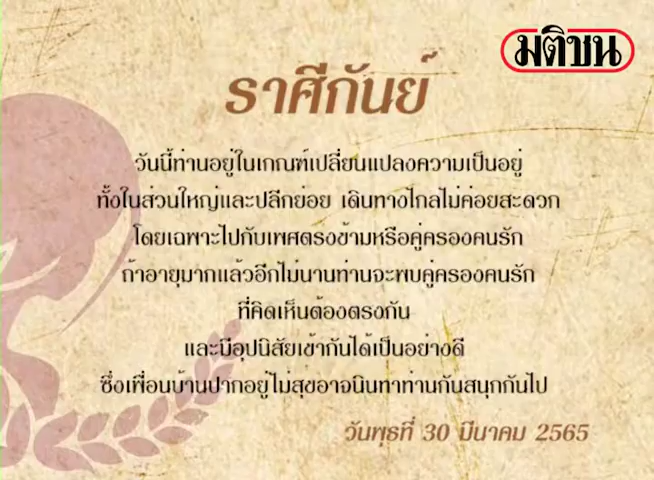 มติชน
ราศีกันย์
วันนี้ท่านอยู่ในเกณฑ์เปลี่ยนแปลงความเป็นอยู่
ทั้งในส่วนใหญ่และปลีกย่อย เดินทางไกลไม่ค่อยสะดวก
โดยเฉพาะไปกับเพศตรงข้ามหรือคู่ครองคนรัก
ถ้าอายุมากแล้วอีกไม่นานท่านจะพบคู่ครองคนรัก
ที่คิดเห็นต้องตรงกัน
และมีอุปนิสัยเข้ากันได้เป็นอย่างดี
ซึ่งเพื่อนบ้านปากอยู่ไม่สุขอาจนินทาท่านกันสนุกกันไป
วันพุธที่ 30 มีนาคม 2565